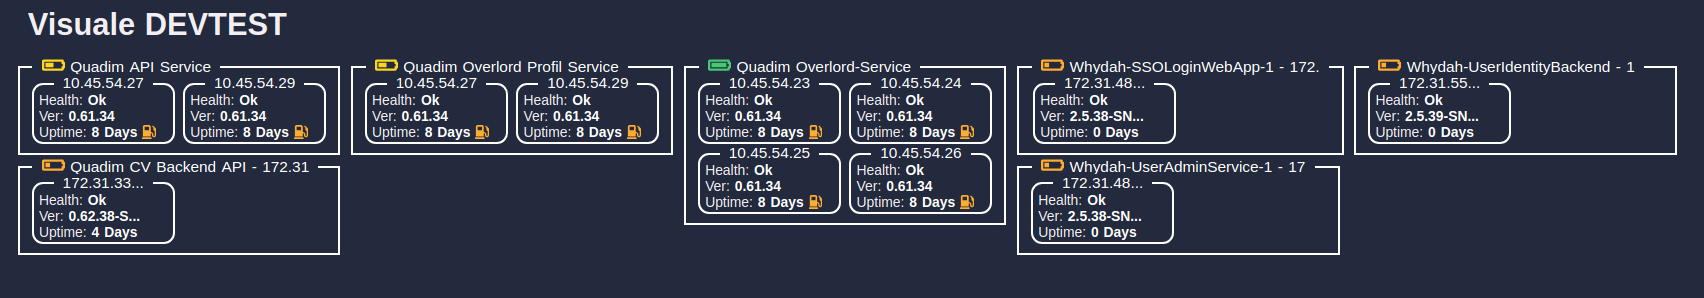 Visuale DEVTEST
Quadim API Service
10.45.54.27
Health: Ok
Ver: 0.61.34
Uptime: 8 Days
10.45.54.29
Health: Ok
Ver: 0.61.34
Uptime: 8 Days
Quadim CV Backend API - 172.31
172.31.33...
Health: Ok
Ver: 0.62.38-S...
Uptime: 4 Days
Quadim Overlord Profil Service
10.45.54.27
Health: Ok
Ver: 0.61.34
Uptime: 8 Days
10.45.54.29
Health: Ok
Ver: 0.61.34
Uptime: 8 Days
Quadim Overlord-Service
10.45.54.23
Health: Ok
Ver: 0.61.34
Uptime: 8 Days
10.45.54.24
Health: Ok
Ver: 0.61.34
Uptime: 8 Days
10.45.54.25
Health: Ok
Ver: 0.61.34
Uptime: 8 Days
10.45.54.26
Health: Ok
Ver: 0.61.34
Uptime: 8 Days
Whydah-SSOLoginWebApp-1 - 172.
172.31.48...
Health: Ok
Ver: 2.5.38-SN...
Uptime: 0 Days
Whydah-UserAdminService-1 - 17
172.31.48...
Health: Ok
Ver: 2.5.38-SN...
Uptime: 0 Days
Whydah-UserIdentityBackend - 1
172.31.55...
Health: Ok
Ver: 2.5.39-SN...
Uptime: 0 Days